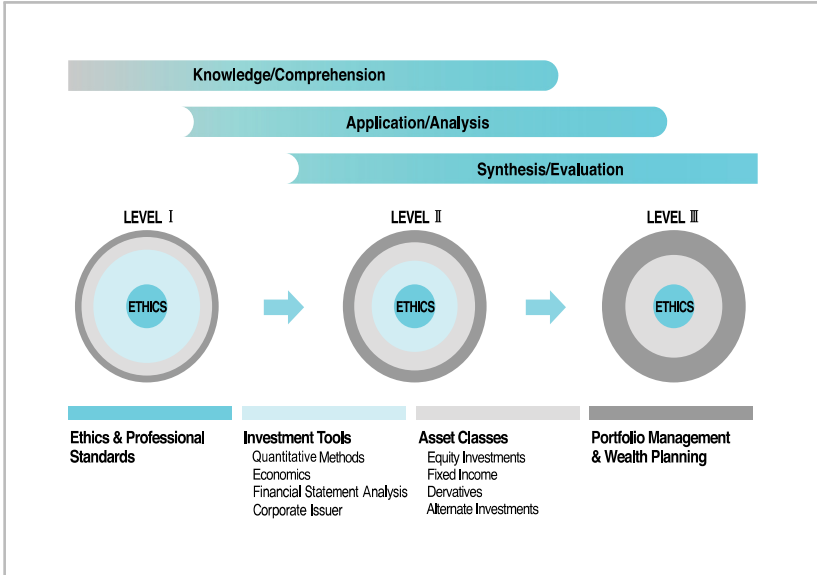 Knowledge/Comprehension
Application/Analysis
Synthesis/Evaluation
LEVEL Ⅰ
LEVEL Ⅱ
LEVEL Ⅲ
ETHICS
ETHICS
ETHICS
Ethics & Professional
Standards
Investment Tools
Quantitative Methods
Economics
Financial Statement Analysis
Corporate Issuer
Asset Classes
Equity Investments
Fixed Income
Dervatives
Alternate Investments
Portfolio Management
& Wealth Planning